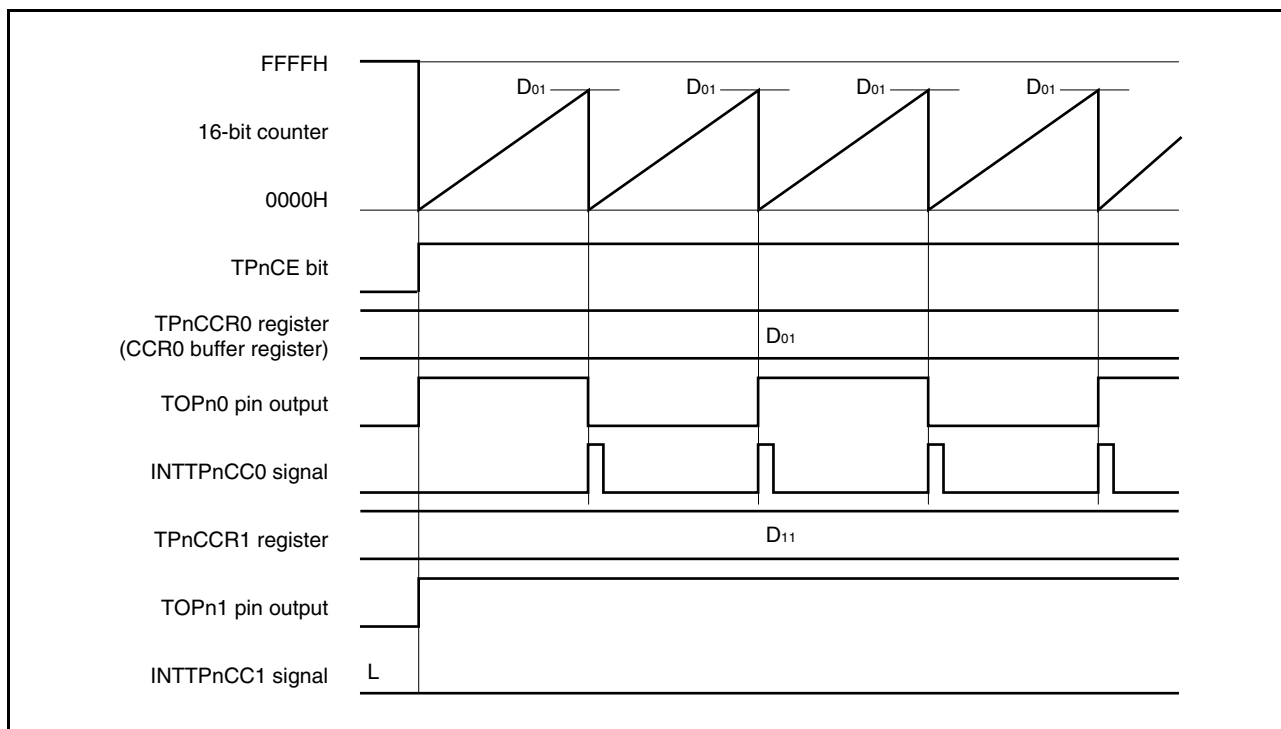 FFFFH
D01 D01 D01 D01
16-bit counter
0000H
TPnCE bit
TPnCCR0 register
(CCR0 buffer register)
D01
TOPn0 pin output
INTTPnCC0 signal
TPnCCR1 register
D11
TOPn1 pin output
INTTPnCC1 signal
L